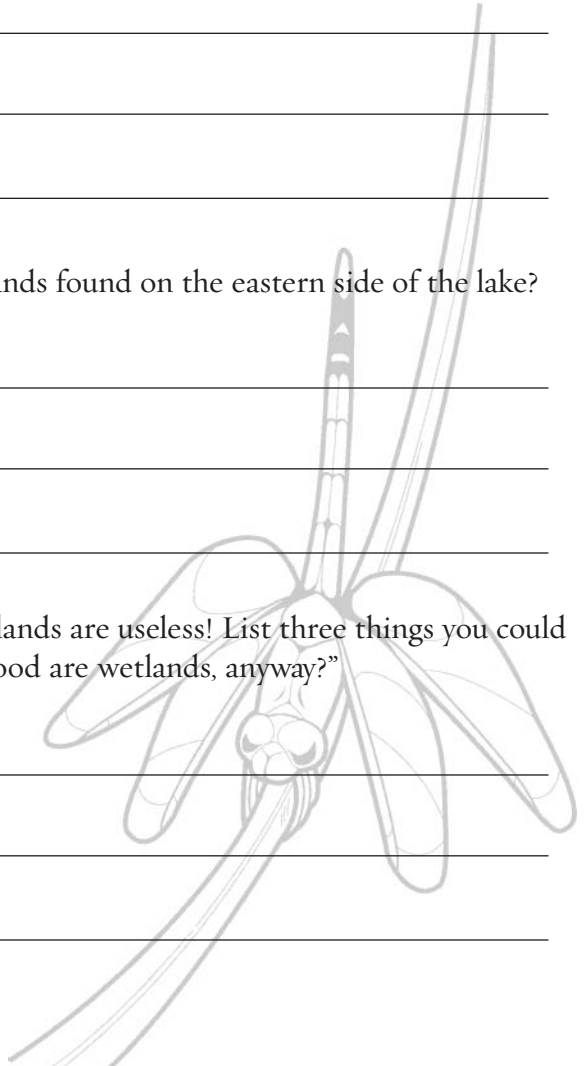 nds found on the eastern side of the lake?
lands are useless! List three things you could
ood are wetlands, anyway?”